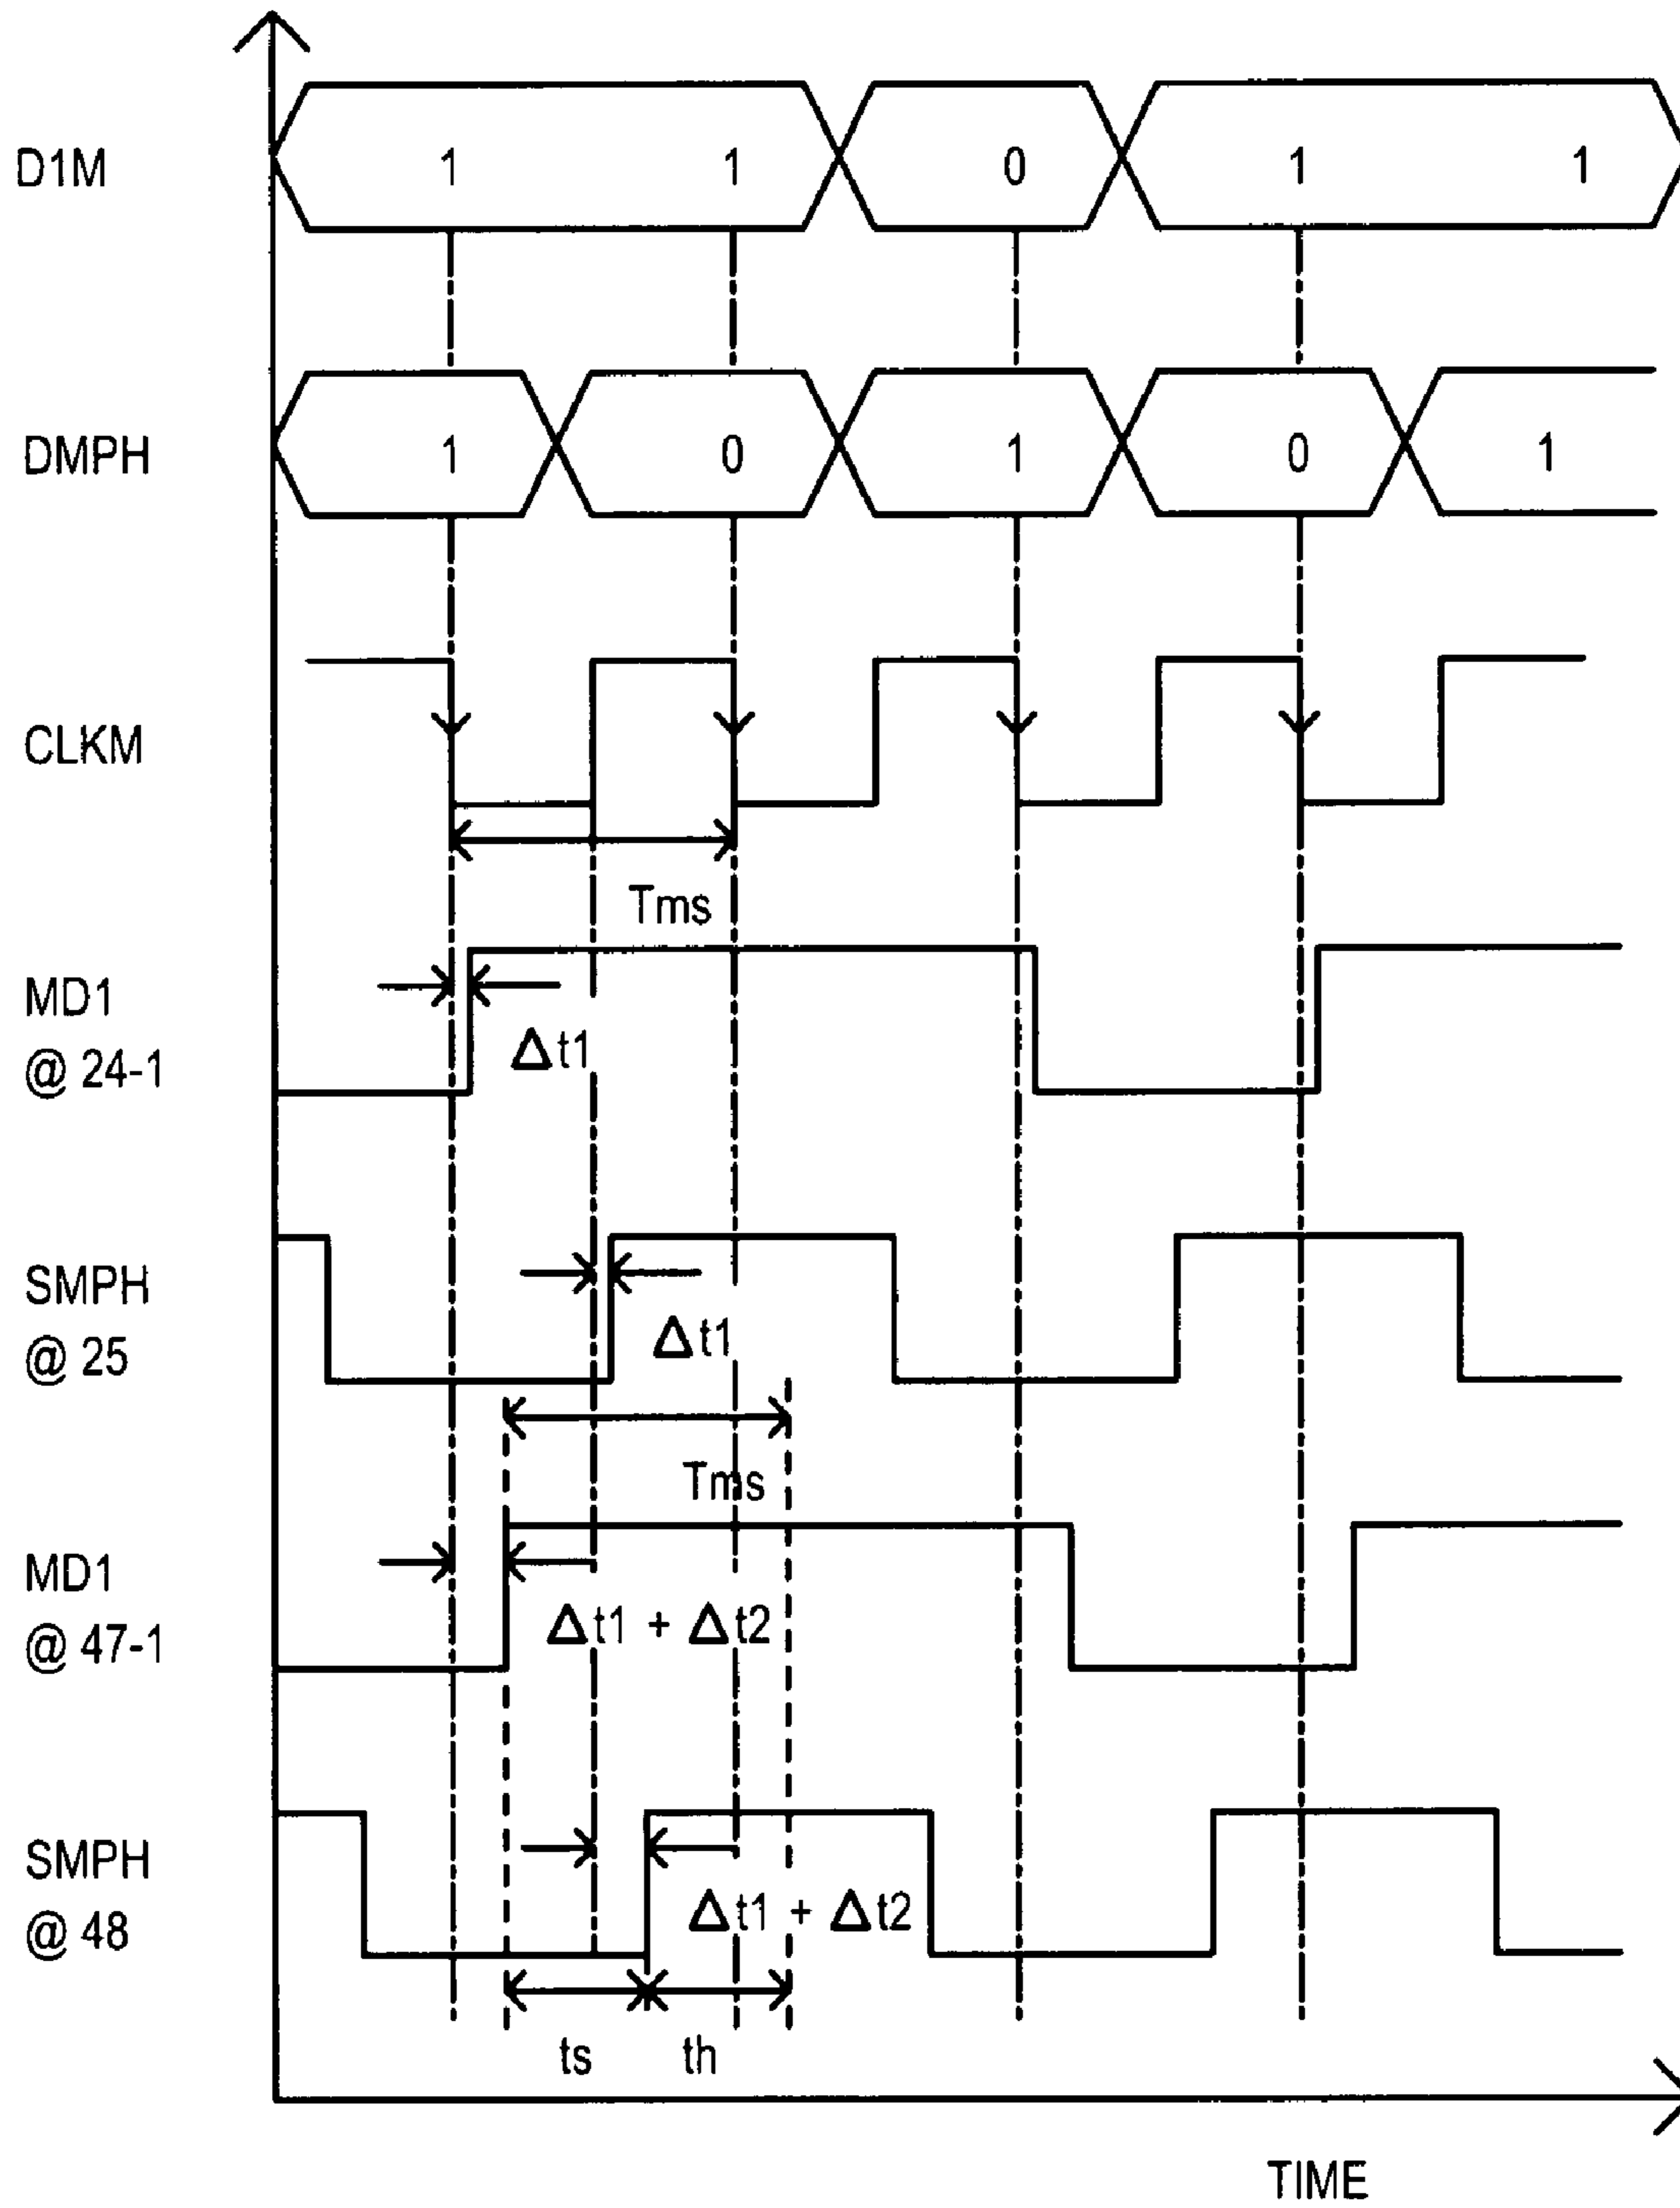 D1M 1 1 0 1 1
DMPH 1 0 1 0 1
CLKM
Tms
MD1
@ 24-1
Δt1
SMPH
@ 25
Δt1
Tms
MD1
@ 47-1
Δt1 + Δt2
SMPH
@ 48
Δt1 + Δt2
ts th
TIME